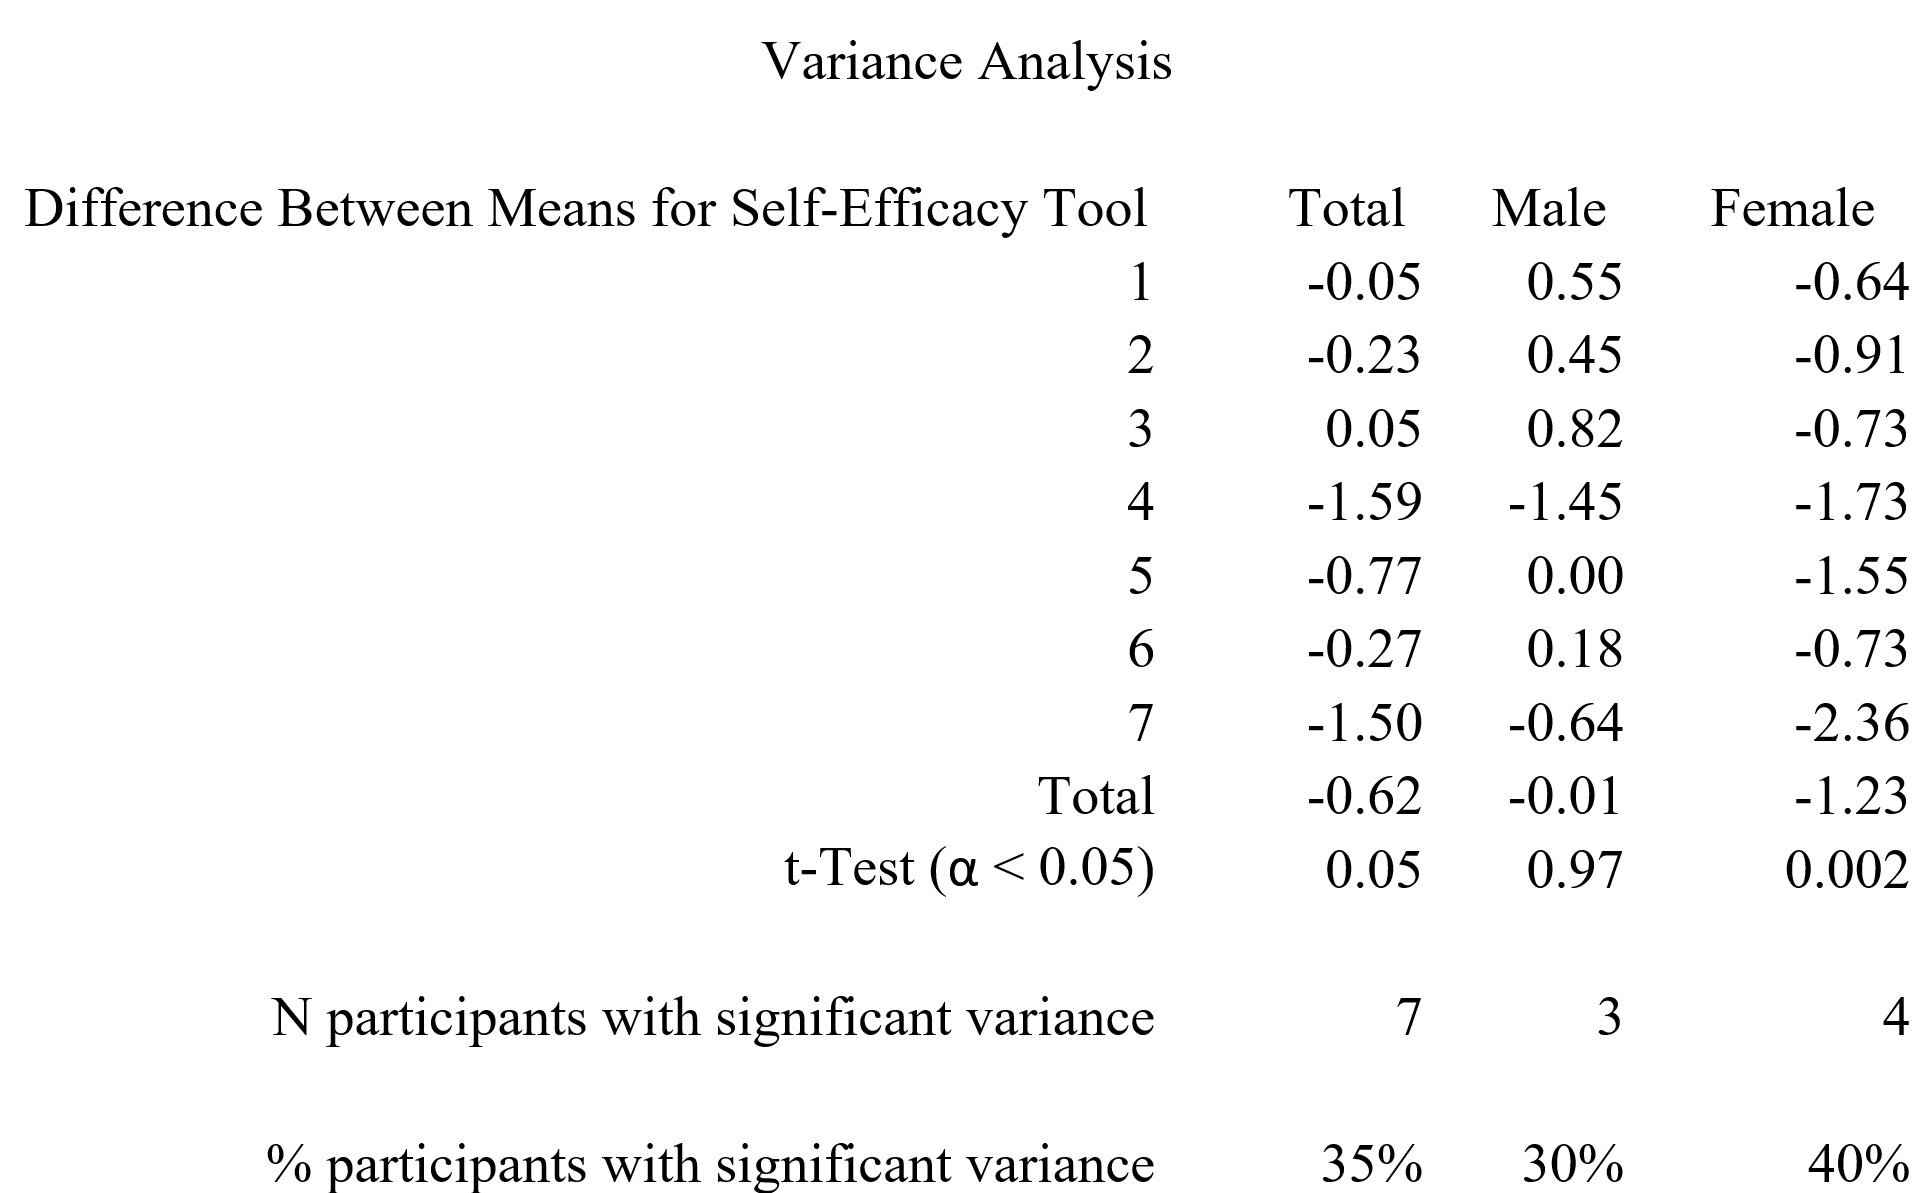 Variance Analysis
Difference Between Means for Self-Efficacy Tool Total Male Female
1 -0.05 0.55 -0.64
2 -0.23 0.45 -0.91
3 0.05 0.82 -0.73
4 -1.59 -1.45 -1.73
5 -0.77 0.00 -1.55
6 -0.27 0.18 -0.73
7 -1.50 -0.64 -2.36
Total -0.62 -0.01 -1.23
t-Test (α < 0.05) 0.05 0.97 0.002
N participants with significant variance 7 3 4
% participants with significant variance 35% 30% 40%